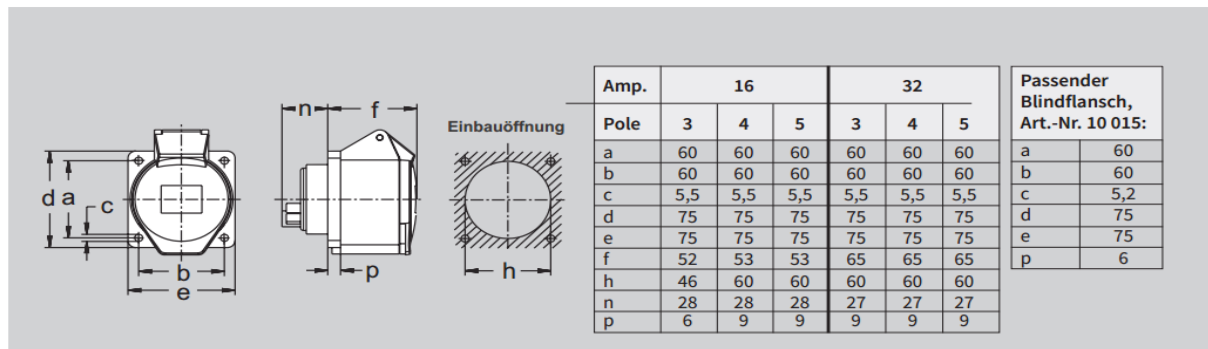 n f
Einbauöffnung
d a c
b
e
p
h
Amp. 16 32
Pole 3 4 5 3 4 5
a 60 60 60 60 60 60
b 60 60 60 60 60 60
c 5,5 5,5 5,5 5,5 5,5 5,5
d 75 75 75 75 75 75
e 75 75 75 75 75 75
f 52 53 53 65 65 65
h 46 60 60 60 60 60
n 28 28 28 27 27 27
p 6 9 9 9 9 9
Passender
Blindflansch,
Art.-Nr. 10 015:
a 60
b 60
c 5,2
d 75
e 75
p 6